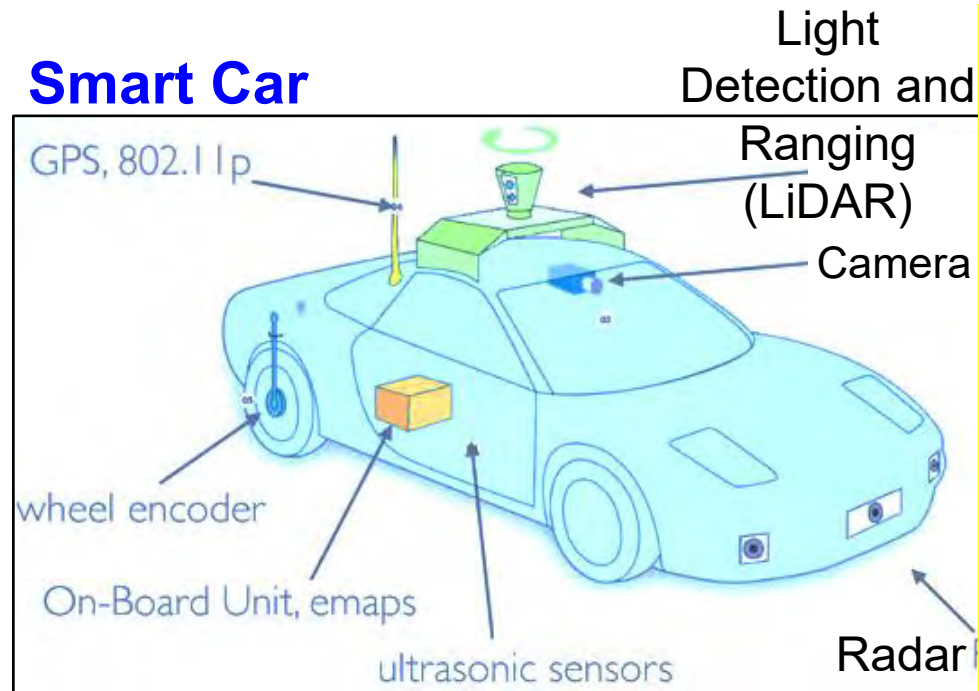 Smart Car
Light
Detection and
Ranging
(LiDAR)
GPS, 802.11p
Camera
wheel encoder
On-Board Unit, emaps
ultrasonic sensors
Radar